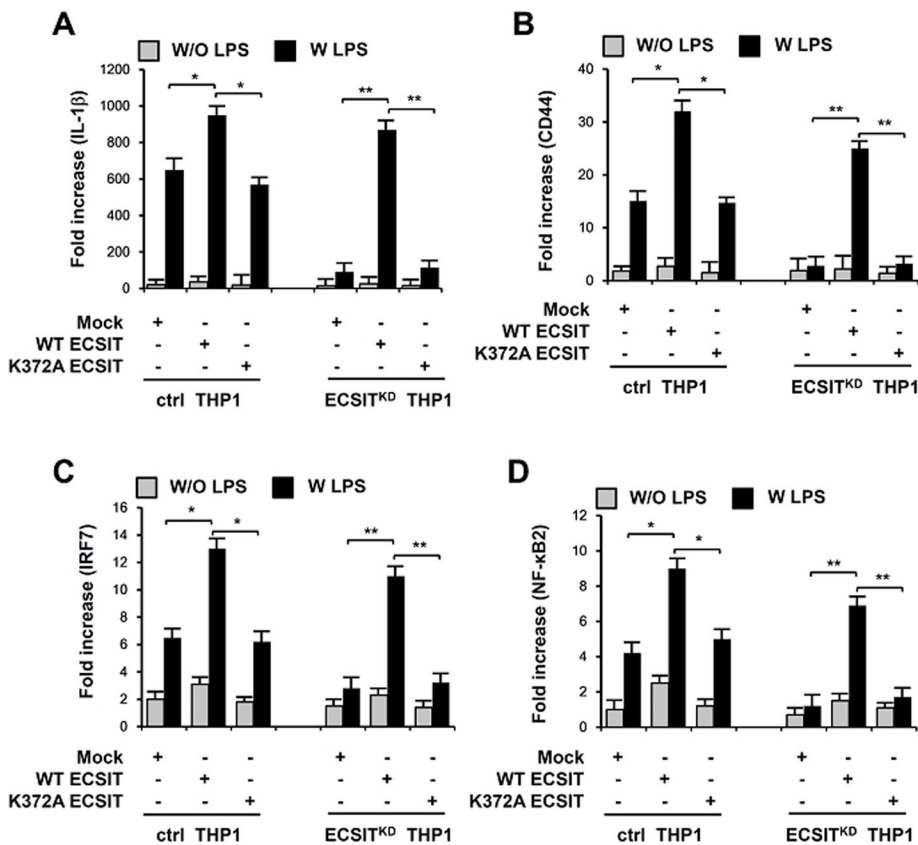 A
W/O LPS W LPS
Fold increase (IL-1β)
1200
1000
800
600
400
200
0
* * ** **
Mock + - - + - -
WT ECSIT - + - - + -
K372A ECSIT - - + - - +
ctrl THP1 ECSITᴷᴰ THP1
B
W/O LPS W LPS
Fold increase (CD44)
40
30
20
10
0
* * ** **
Mock + - - + - -
WT ECSIT - + - - + -
K372A ECSIT - - + - - +
ctrl THP1 ECSITᴷᴰ THP1
C
W/O LPS W LPS
Fold increase (IRF7)
16
14
12
10
8
6
4
2
0
* * ** **
Mock + - - + - -
WT ECSIT - + - - + -
K372A ECSIT - - + - - +
ctrl THP1 ECSITᴷᴰ THP1
D
W/O LPS W LPS
Fold increase (NF-κB2)
12
10
8
6
4
2
0
* * ** **
Mock + - - + - -
WT ECSIT - + - - + -
K372A ECSIT - - + - - +
ctrl THP1 ECSITᴷᴰ THP1